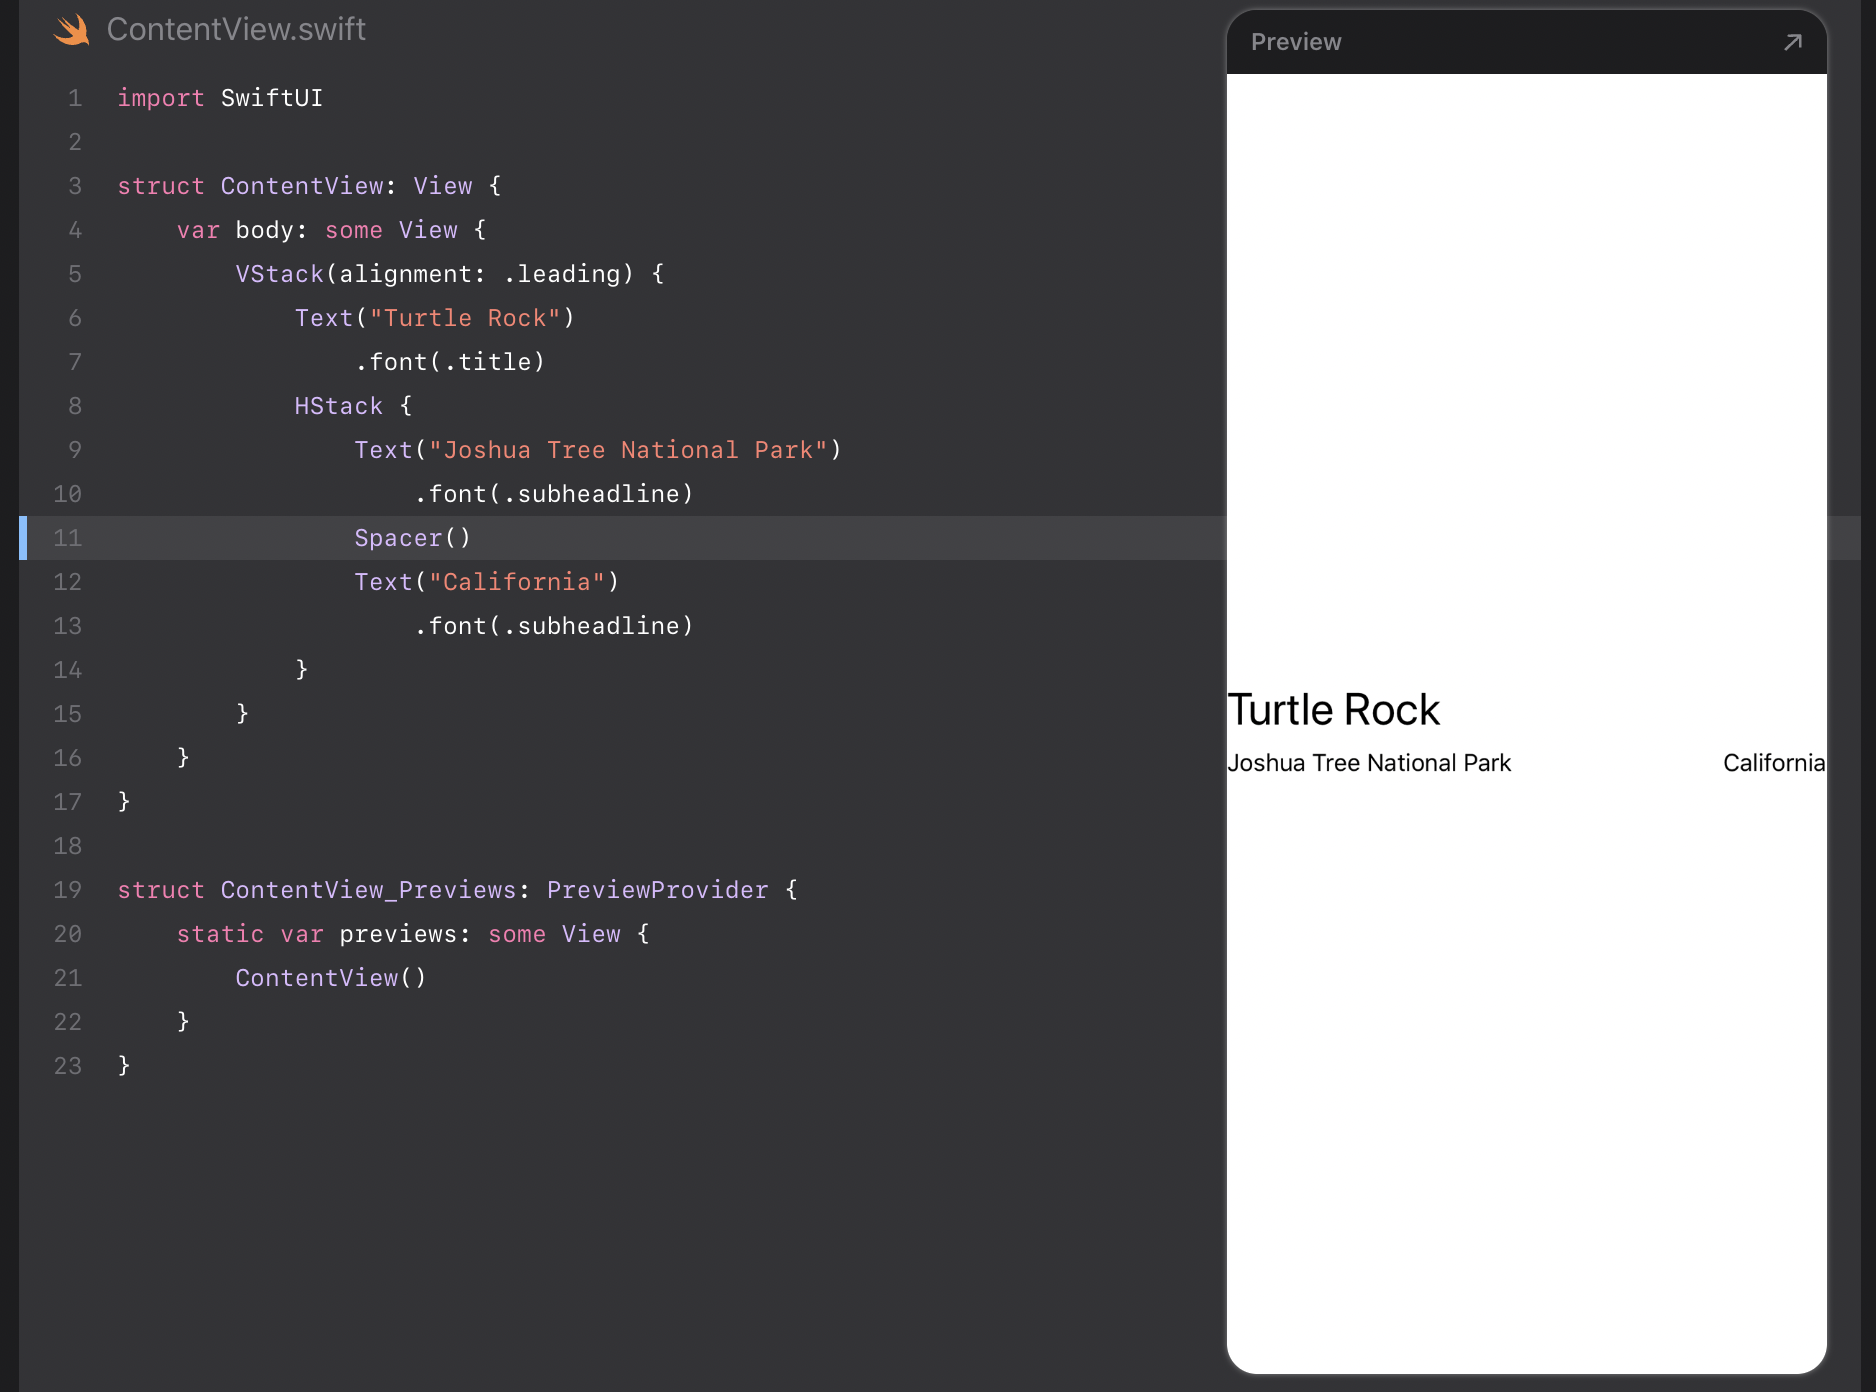 ContentView.swift
1 import SwiftUI
2
3 struct ContentView: View {
4     var body: some View {
5         VStack(alignment: .leading) {
6             Text("Turtle Rock")
7                 .font(.title)
8             HStack {
9                 Text("Joshua Tree National Park")
10                     .font(.subheadline)
11                 Spacer()
12                 Text("California")
13                     .font(.subheadline)
14             }
15         }
16     }
17 }
18
19 struct ContentView_Previews: PreviewProvider {
20     static var previews: some View {
21         ContentView()
22     }
23 }
Preview
Turtle Rock
Joshua Tree National Park California